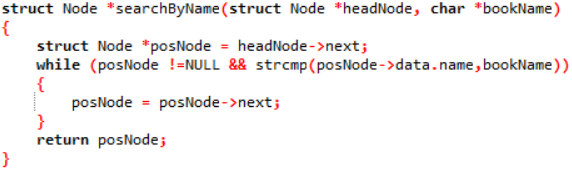 struct Node *searchByName(struct Node *headNode, char *bookName)
{
    struct Node *posNode = headNode->next;
    while (posNode !=NULL && strcmp(posNode->data.name,bookName))
    {
        posNode = posNode->next;
    }
    return posNode;
}